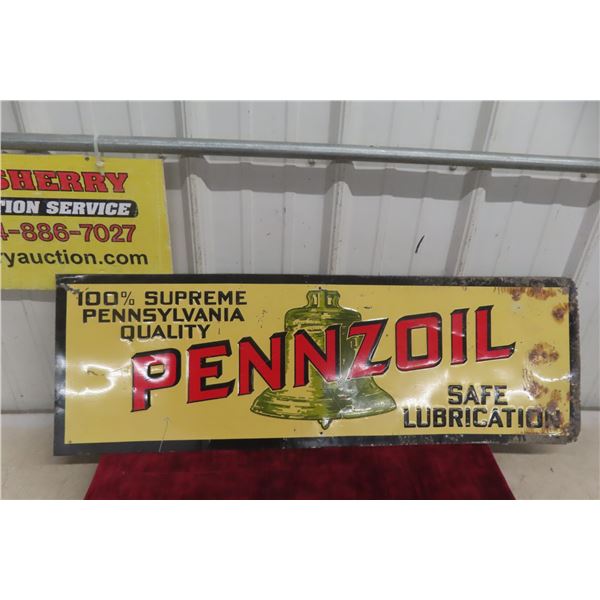 SHERRY
TION SERVICE
4-886-7027
ryauction.com
100% SUPREME
PENNSYLVANIA
QUALITY
PENNZOIL
SAFE
LUBRICATION